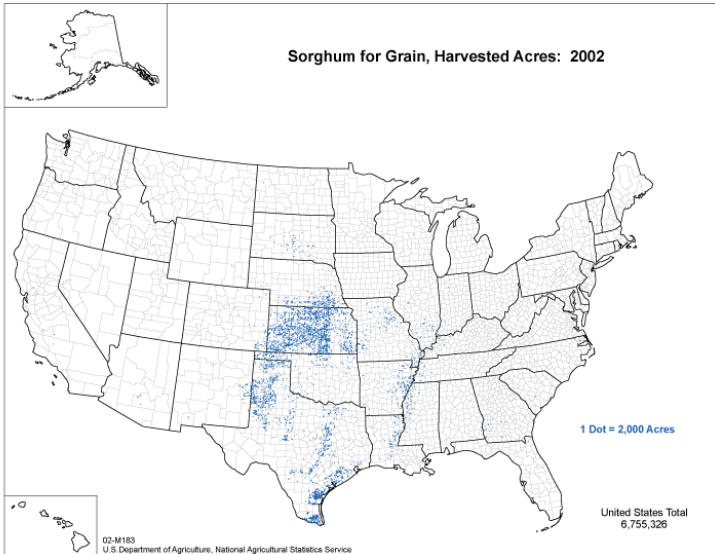 Sorghum for Grain, Harvested Acres: 2002
1 Dot = 2,000 Acres
United States Total
6,755,326
02-M183
U.S.Department of Agriculture, National Agricultural Statistics Service